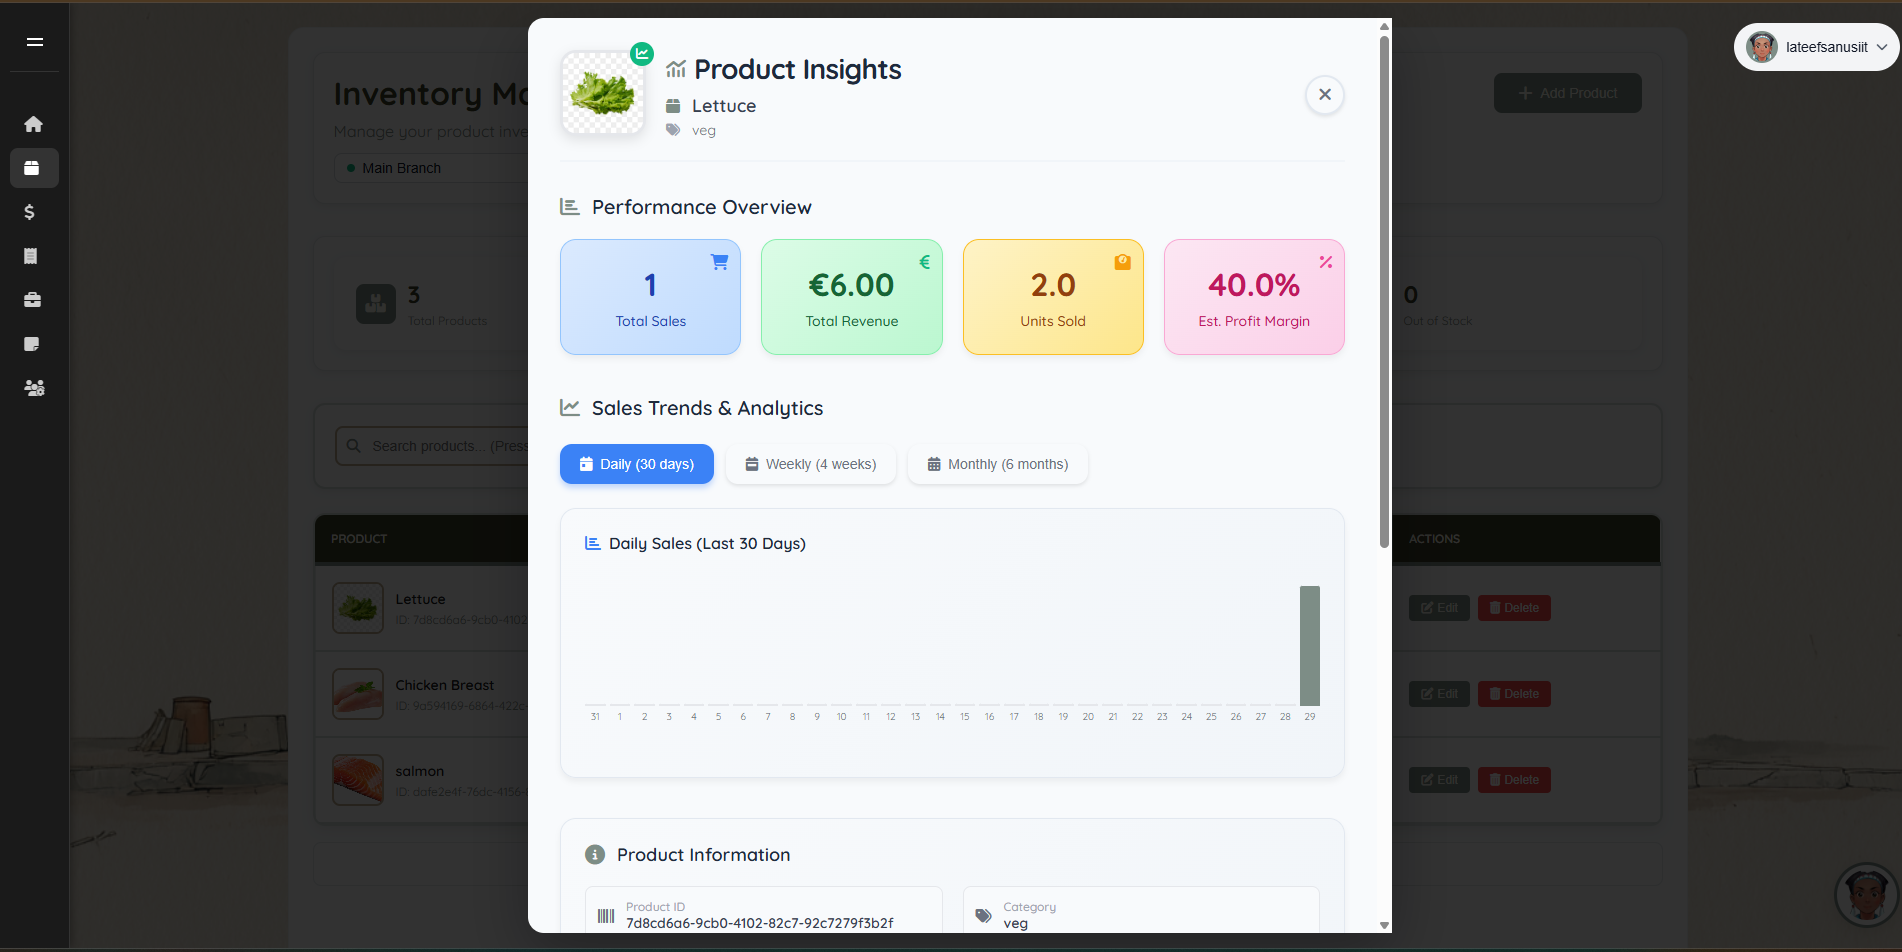 lateefsanusiit
Inventory Ma
Manage your product inve
Main Branch
Add Product
3
Total Products
0
Out of Stock
Search products... (Press
PRODUCT
ACTIONS
Lettuce
ID: 7d8cd6a6-9cb0-4102
Edit
Delete
Chicken Breast
ID: 9a594169-6864-422c-
Edit
Delete
salmon
ID: dafe2e4f-76dc-4156-
Edit
Delete
Product Insights
Lettuce
veg
Performance Overview
1
Total Sales
€
€6.00
Total Revenue
2.0
Units Sold
%
40.0%
Est. Profit Margin
Sales Trends & Analytics
Daily (30 days)
Weekly (4 weeks)
Monthly (6 months)
Daily Sales (Last 30 Days)
31 1 2 3 4 5 6 7 8 9 10 11 12 13 14 15 16 17 18 19 20 21 22 23 24 25 26 27 28 29
Product Information
Product ID
7d8cd6a6-9cb0-4102-82c7-92c7279f3b2f
Category
veg